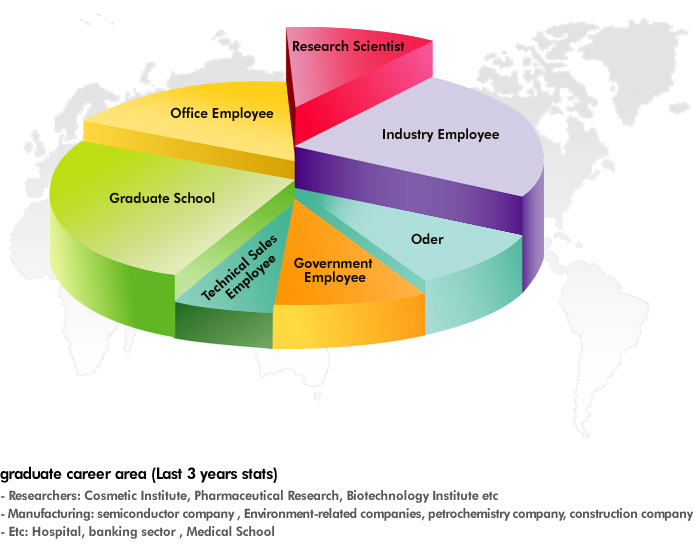 Research Scientist
Office Employee
Industry Employee
Graduate School
Oder
Technical Sales
Employee
Government
Employee
graduate career area (Last 3 years stats)
- Researchers: Cosmetic Institute, Pharmaceutical Research, Biotechnology Institute etc
- Manufacturing: semiconductor company , Environment-related companies, petrochemistry company, construction company
- Etc: Hospital, banking sector , Medical School